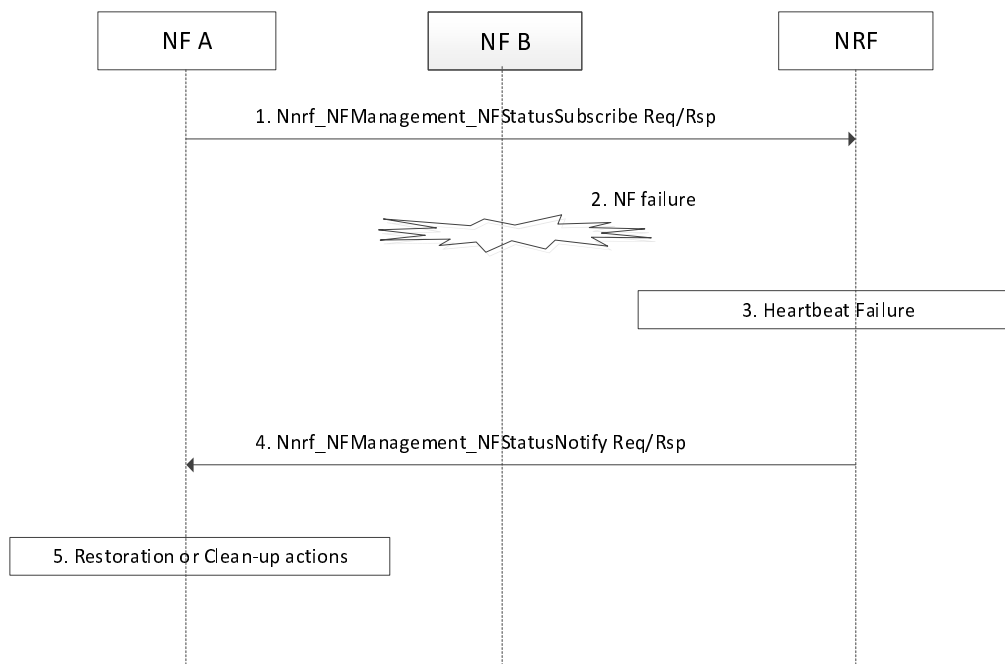 NF A
NF B
NRF
1. Nnrf_NFManagement_NFStatusSubscribe Req/Rsp
2. NF failure
3. Heartbeat Failure
4. Nnrf_NFManagement_NFStatusNotify Req/Rsp
5. Restoration or Clean-up actions